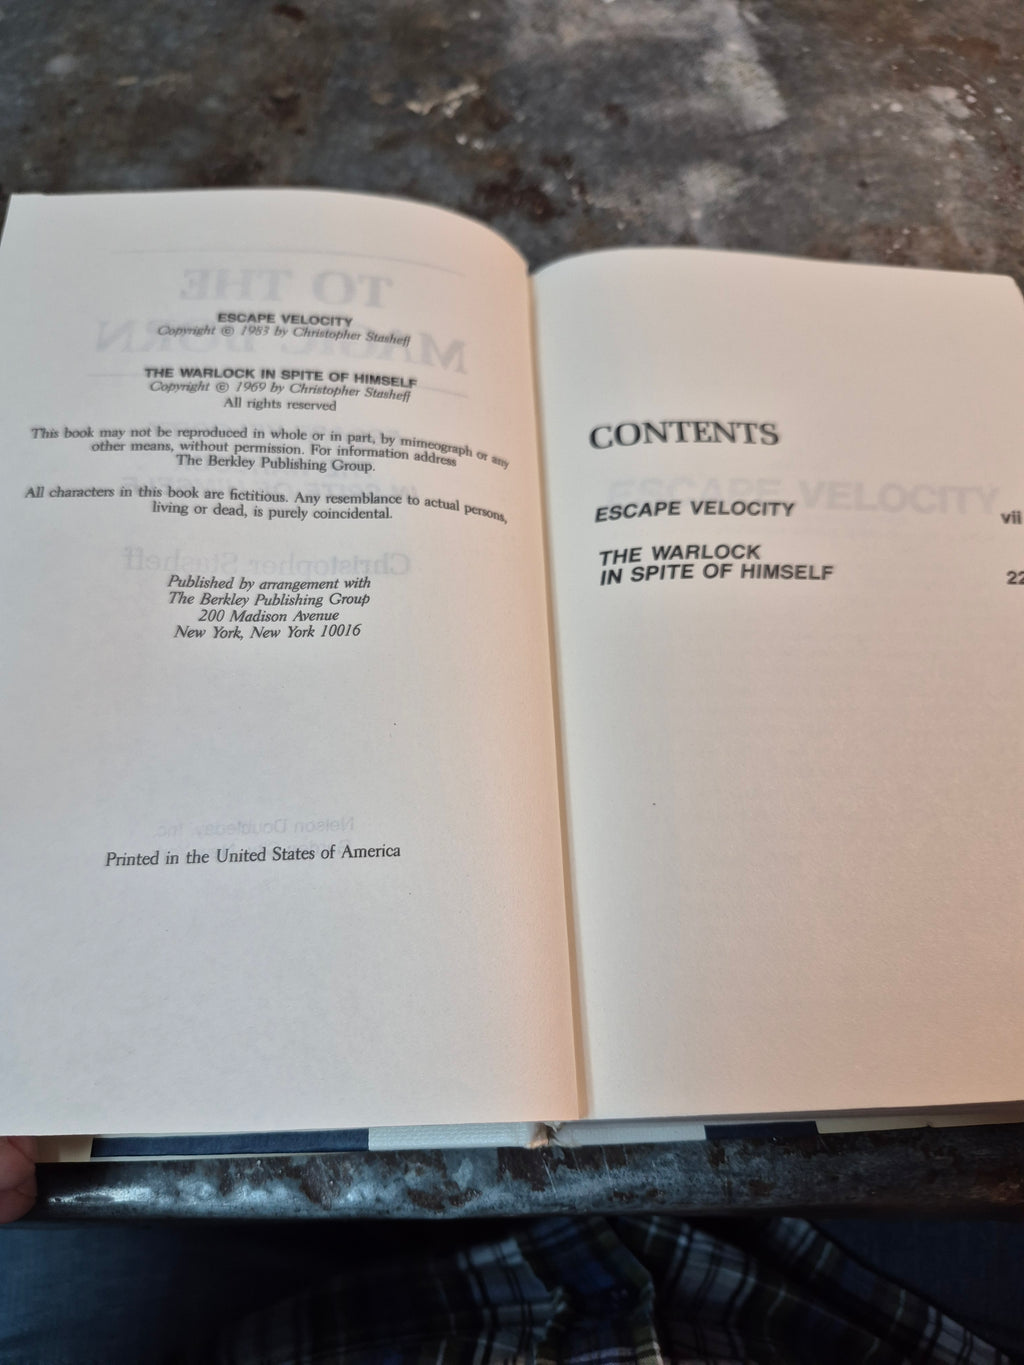 ESCAPE VELOCITY
Copyright © 1983 by Christopher Stasheff
THE WARLOCK IN SPITE OF HIMSELF
Copyright © 1969 by Christopher Stasheff
All rights reserved
This book may not be reproduced in whole or in part, by mimeograph or any
other means, without permission. For information address
The Berkley Publishing Group.
All characters in this book are fictitious. Any resemblance to actual persons,
living or dead, is purely coincidental.
Published by arrangement with
The Berkley Publishing Group
200 Madison Avenue
New York, New York 10016
Printed in the United States of America
CONTENTS
ESCAPE VELOCITY vii
THE WARLOCK
IN SPITE OF HIMSELF